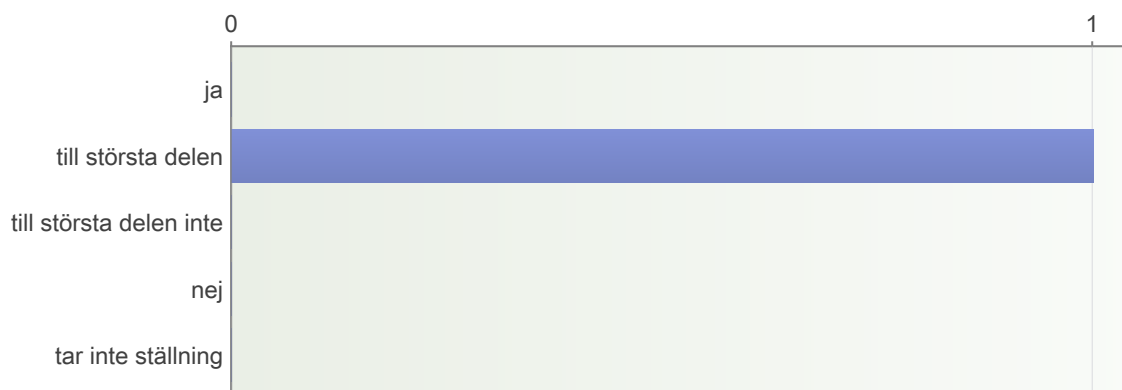 0 1
ja
till största delen
till största delen inte
nej
tar inte ställning